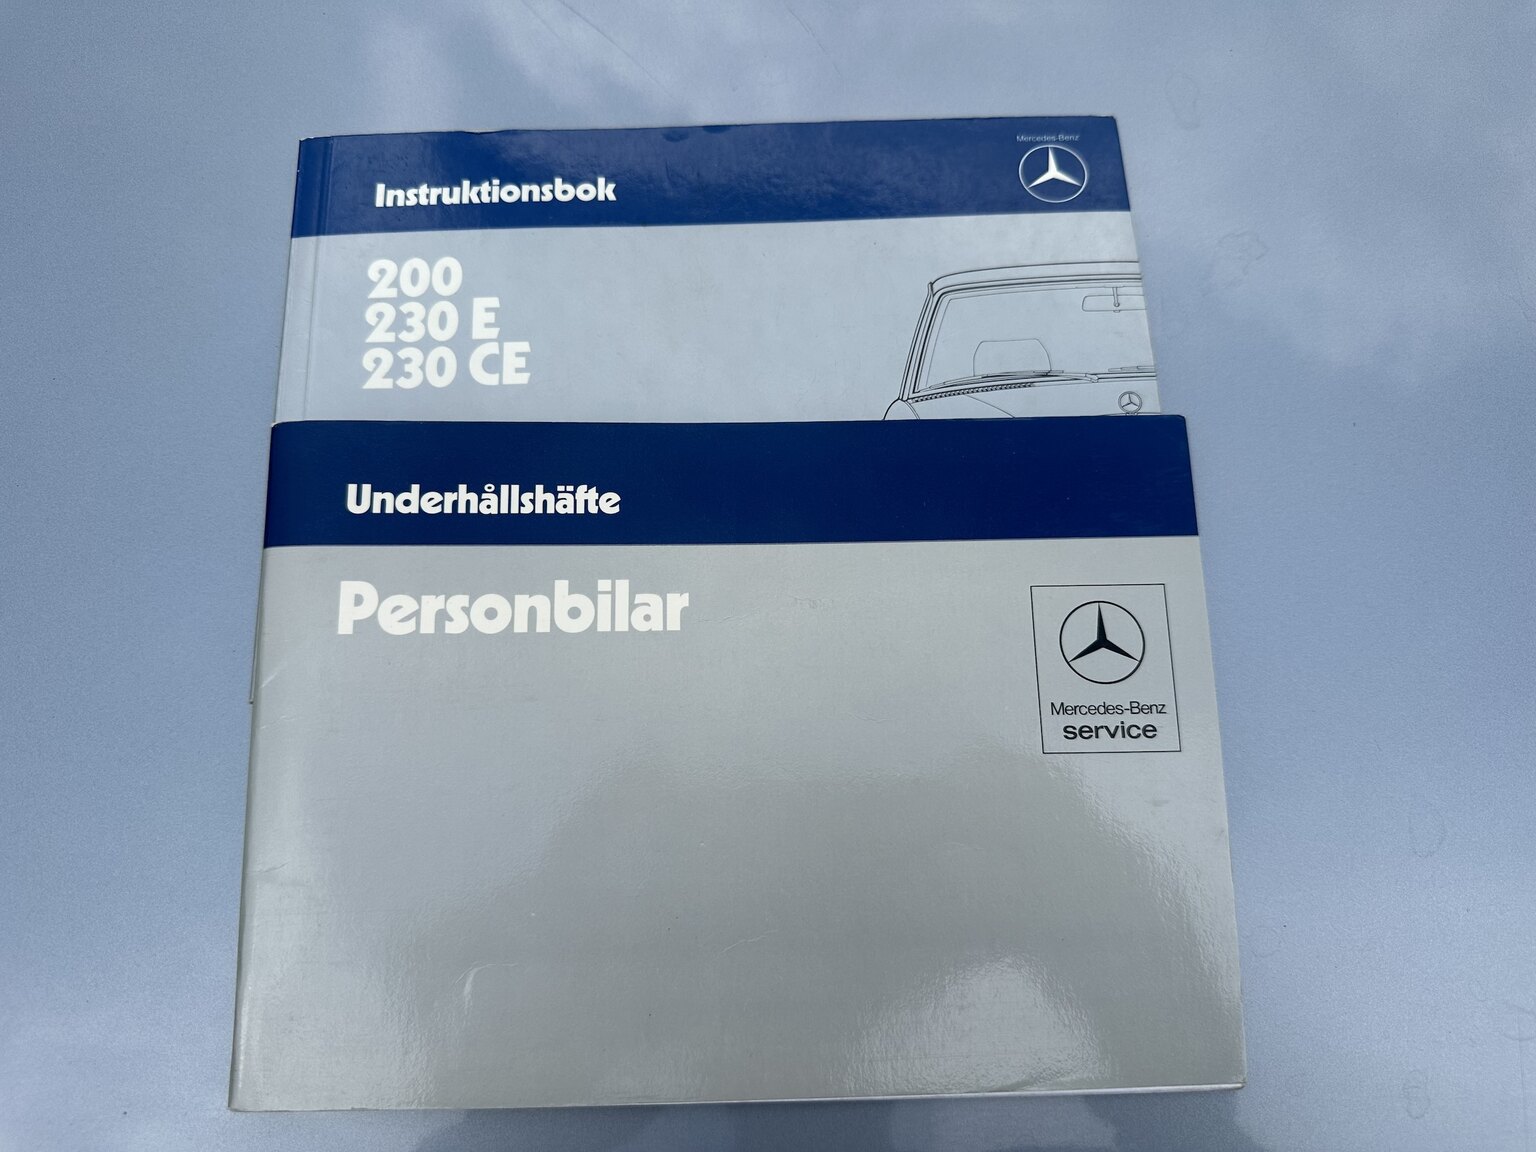 Mercedes-Benz
Instruktionsbok
200
230 E
230 CE
Underhållshäfte
Personbilar
Mercedes-Benz
service